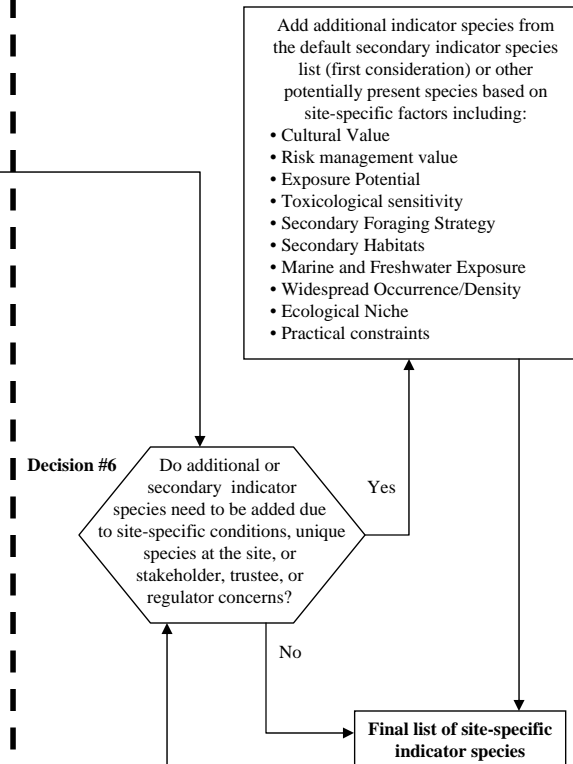 Add additional indicator species from
the default secondary indicator species
list (first consideration) or other
potentially present species based on
site-specific factors including:
• Cultural Value
• Risk management value
• Exposure Potential
• Toxicological sensitivity
• Secondary Foraging Strategy
• Secondary Habitats
• Marine and Freshwater Exposure
• Widespread Occurrence/Density
• Ecological Niche
• Practical constraints
Decision #6
Do additional or
secondary indicator
species need to be added due
to site-specific conditions, unique
species at the site, or
stakeholder, trustee, or
regulator concerns?
Yes
No
Final list of site-specific
indicator species